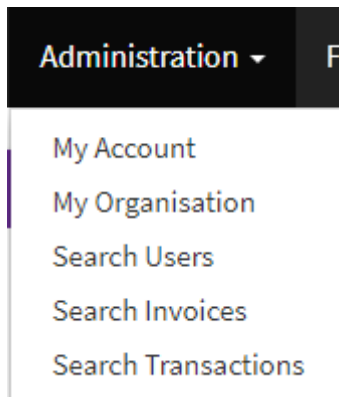 Administration
My Account
My Organisation
Search Users
Search Invoices
Search Transactions